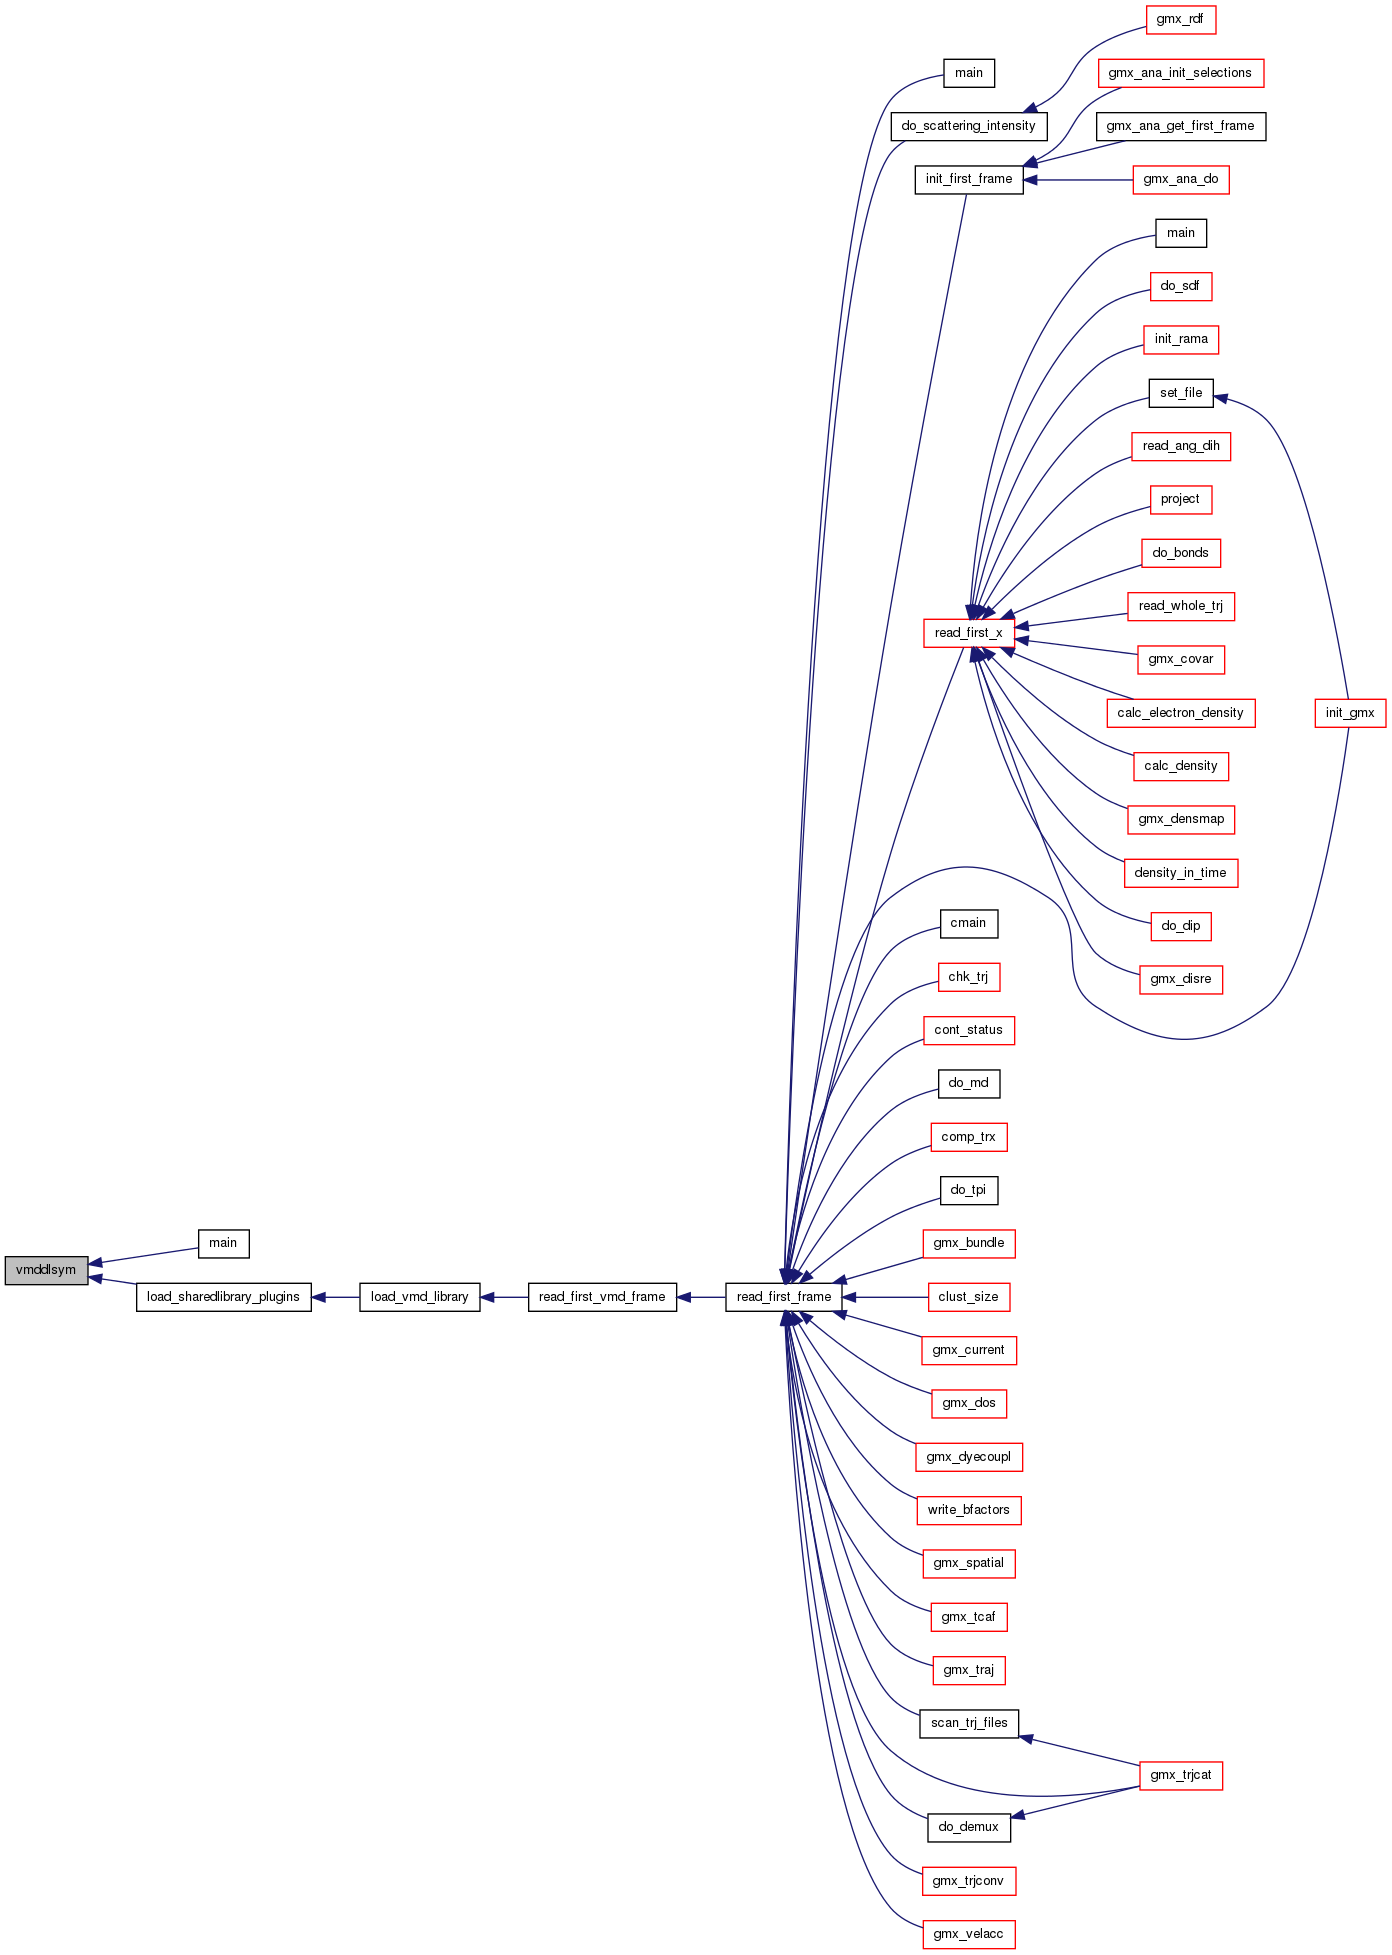 gmx_rdf
main
gmx_ana_init_selections
do_scattering_intensity
gmx_ana_get_first_frame
init_first_frame
gmx_ana_do
main
do_sdf
init_rama
set_file
read_ang_dih
project
do_bonds
read_whole_trj
read_first_x
gmx_covar
calc_electron_density
init_gmx
calc_density
gmx_densmap
density_in_time
cmain
do_dip
chk_trj
gmx_disre
cont_status
do_md
comp_trx
do_tpi
main
gmx_bundle
vmddlsym
load_sharedlibrary_plugins
load_vmd_library
read_first_vmd_frame
read_first_frame
clust_size
gmx_current
gmx_dos
gmx_dyecoupl
write_bfactors
gmx_spatial
gmx_tcaf
gmx_traj
scan_trj_files
gmx_trjcat
do_demux
gmx_trjconv
gmx_velacc